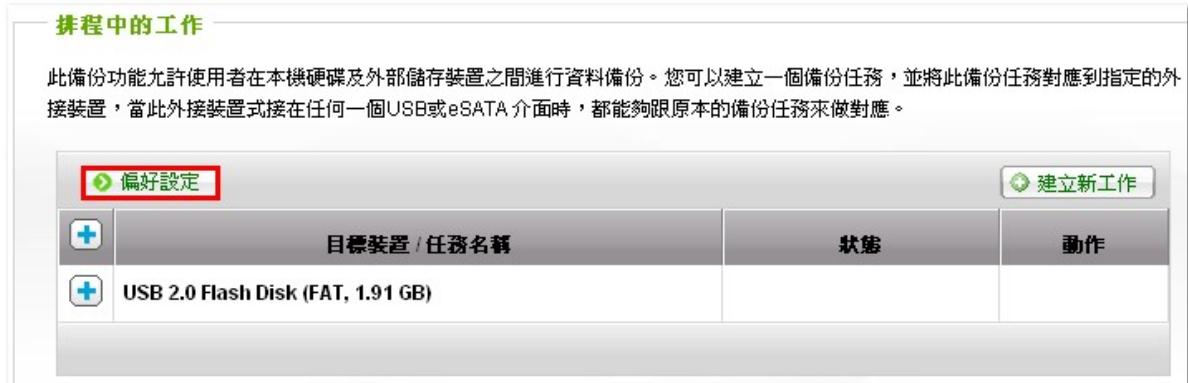 排程中的工作
此備份功能允許使用者在本機硬碟及外部儲存裝置之間進行資料備份。您可以建立一個備份任務，並將此備份任務對應到指定的外
接裝置，當此外接裝置式接在任何一個USB或eSATA 介面時，都能夠跟原本的備份任務來做對應。
偏好設定
建立新工作
目標裝置 / 任務名稱
狀態
動作
USB 2.0 Flash Disk (FAT, 1.91 GB)